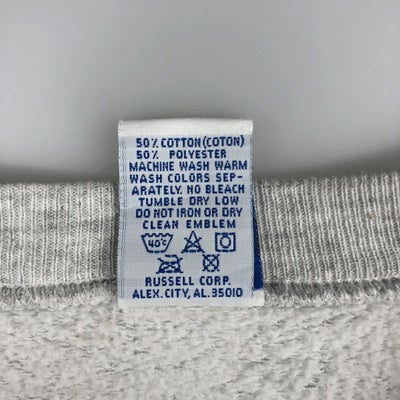 50% COTTON (COTON)
50% POLYESTER
MACHINE WASH WARM
WASH COLORS SEP-
ARATELY. NO BLEACH
TUMBLE DRY LOW
DO NOT IRON OR DRY
CLEAN EMBLEM
40°C
RUSSELL CORP.
ALEX. CITY, AL. 35010